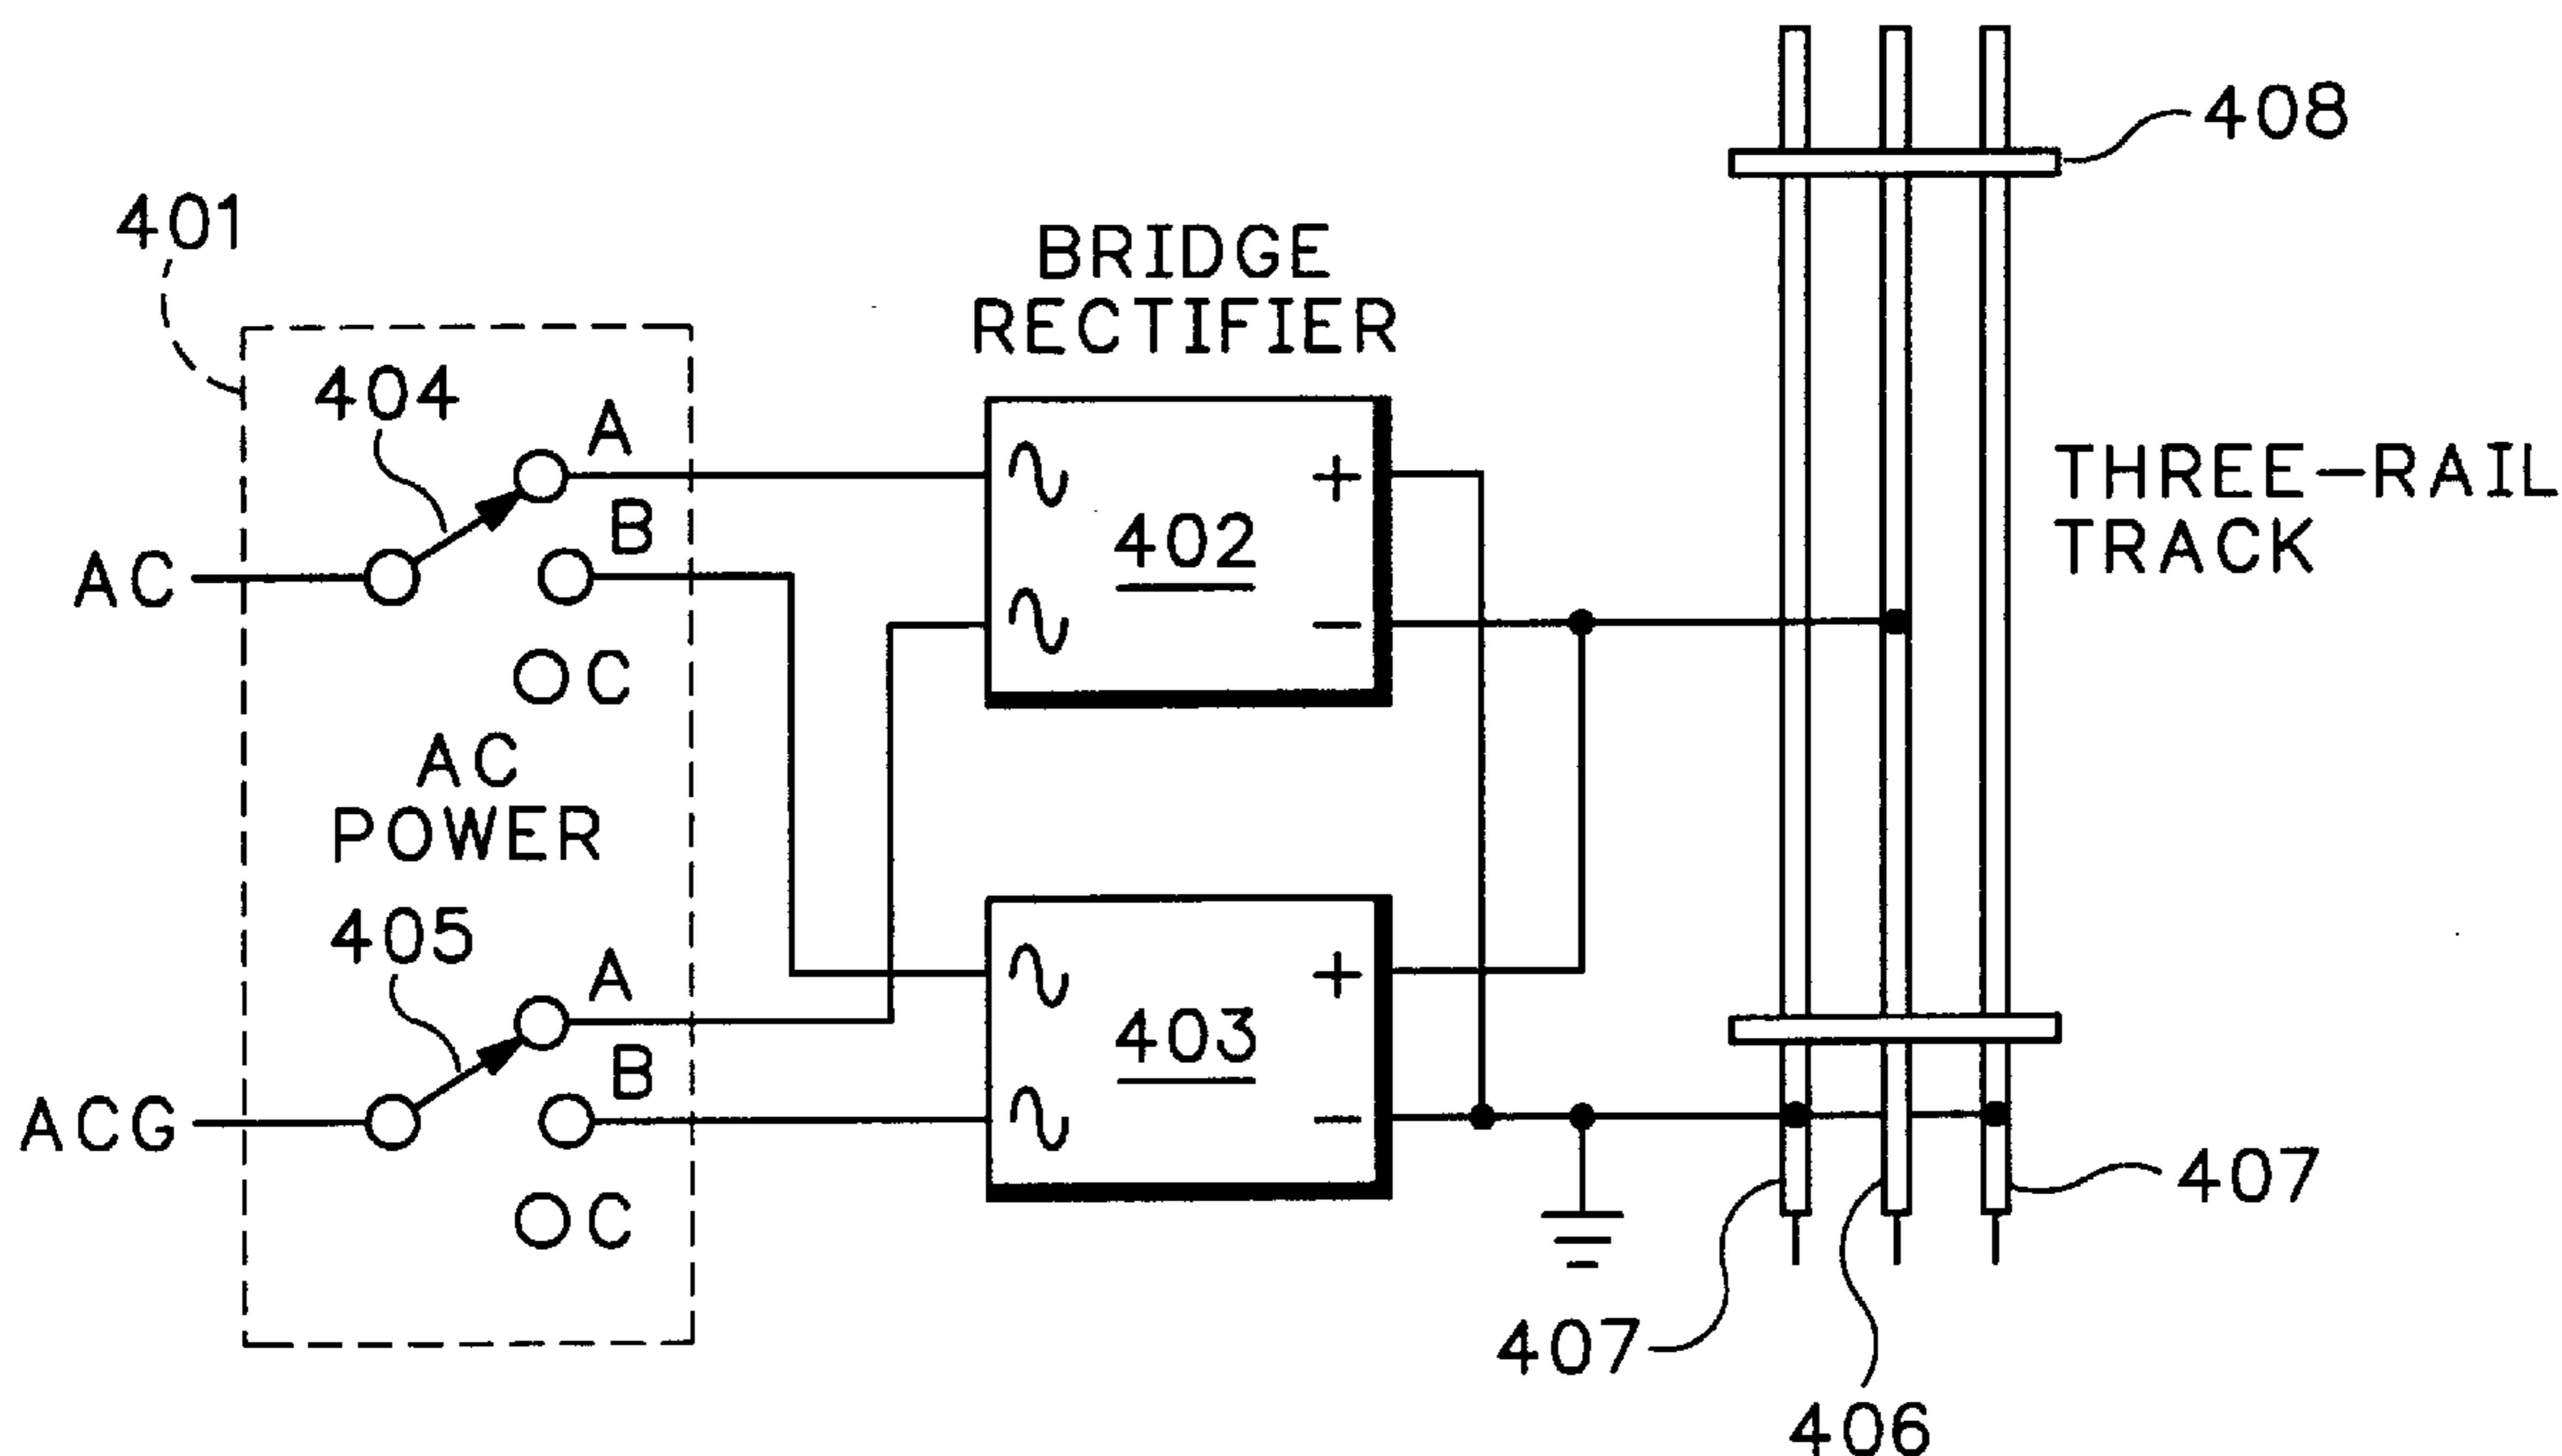 408
401
BRIDGE
RECTIFIER
404
A
B
AC
C
402
+
−
THREE-RAIL
TRACK
AC
POWER
405
A
B
ACG
C
403
+
−
407
407
406